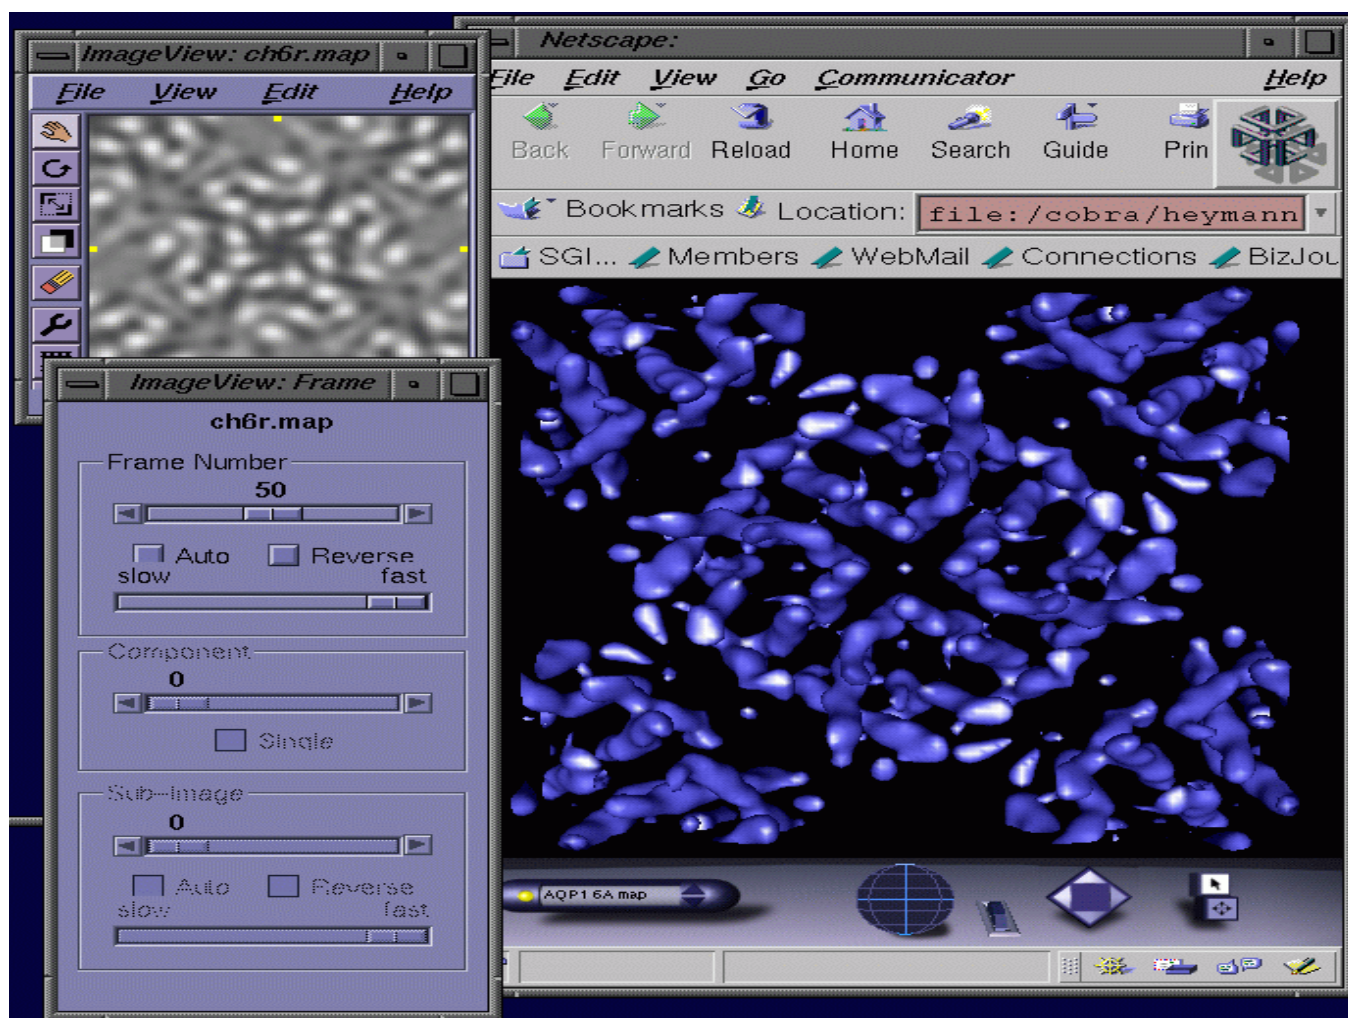 ImageView: ch6r.map
File View Edit Help
Netscape:
File Edit View Go Communicator Help
Back Forward Reload Home Search Guide Prin
Bookmarks Location: file:/cobra/heymann
SGI... Members WebMail Connections BizJou
ImageView: Frame
ch6r.map
Frame Number
50
Auto Reverse
slow fast
Component
0
Single
Sub-Image
0
Auto Reverse
slow fast
AQP1 6A map